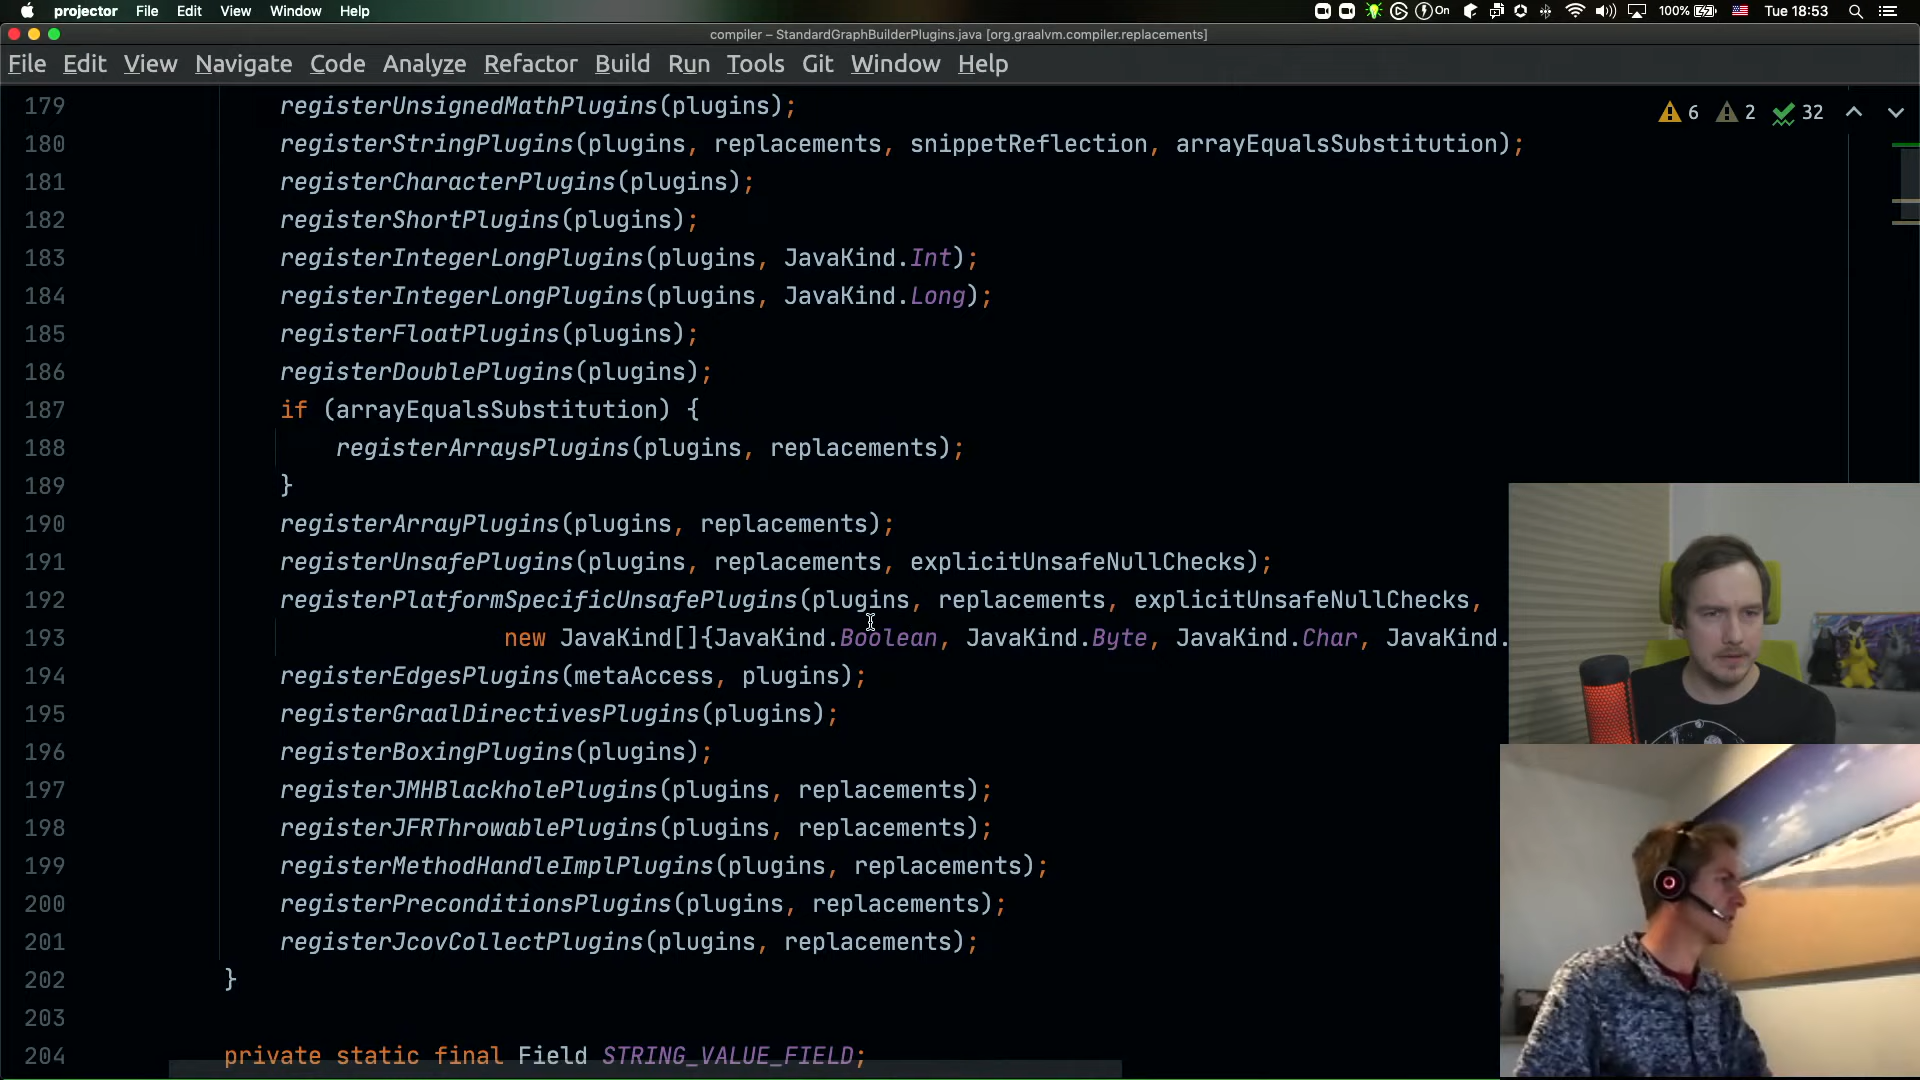 projector File Edit View Window Help On 100% Tue 18:53
compiler – StandardGraphBuilderPlugins.java [org.graalvm.compiler.replacements]
File Edit View Navigate Code Analyze Refactor Build Run Tools Git Window Help
6 2 32
179 registerUnsignedMathPlugins(plugins);
180 registerStringPlugins(plugins, replacements, snippetReflection, arrayEqualsSubstitution);
181 registerCharacterPlugins(plugins);
182 registerShortPlugins(plugins);
183 registerIntegerLongPlugins(plugins, JavaKind.Int);
184 registerIntegerLongPlugins(plugins, JavaKind.Long);
185 registerFloatPlugins(plugins);
186 registerDoublePlugins(plugins);
187 if (arrayEqualsSubstitution) {
188 registerArraysPlugins(plugins, replacements);
189 }
190 registerArrayPlugins(plugins, replacements);
191 registerUnsafePlugins(plugins, replacements, explicitUnsafeNullChecks);
192 registerPlatformSpecificUnsafePlugins(plugins, replacements, explicitUnsafeNullChecks,
193 new JavaKind[]{JavaKind.Boolean, JavaKind.Byte, JavaKind.Char, JavaKind.
194 registerEdgesPlugins(metaAccess, plugins);
195 registerGraalDirectivesPlugins(plugins);
196 registerBoxingPlugins(plugins);
197 registerJMHBlackholePlugins(plugins, replacements);
198 registerJFRThrowablePlugins(plugins, replacements);
199 registerMethodHandleImplPlugins(plugins, replacements);
200 registerPreconditionsPlugins(plugins, replacements);
201 registerJcovCollectPlugins(plugins, replacements);
202 }
203
204 private static final Field STRING_VALUE_FIELD;